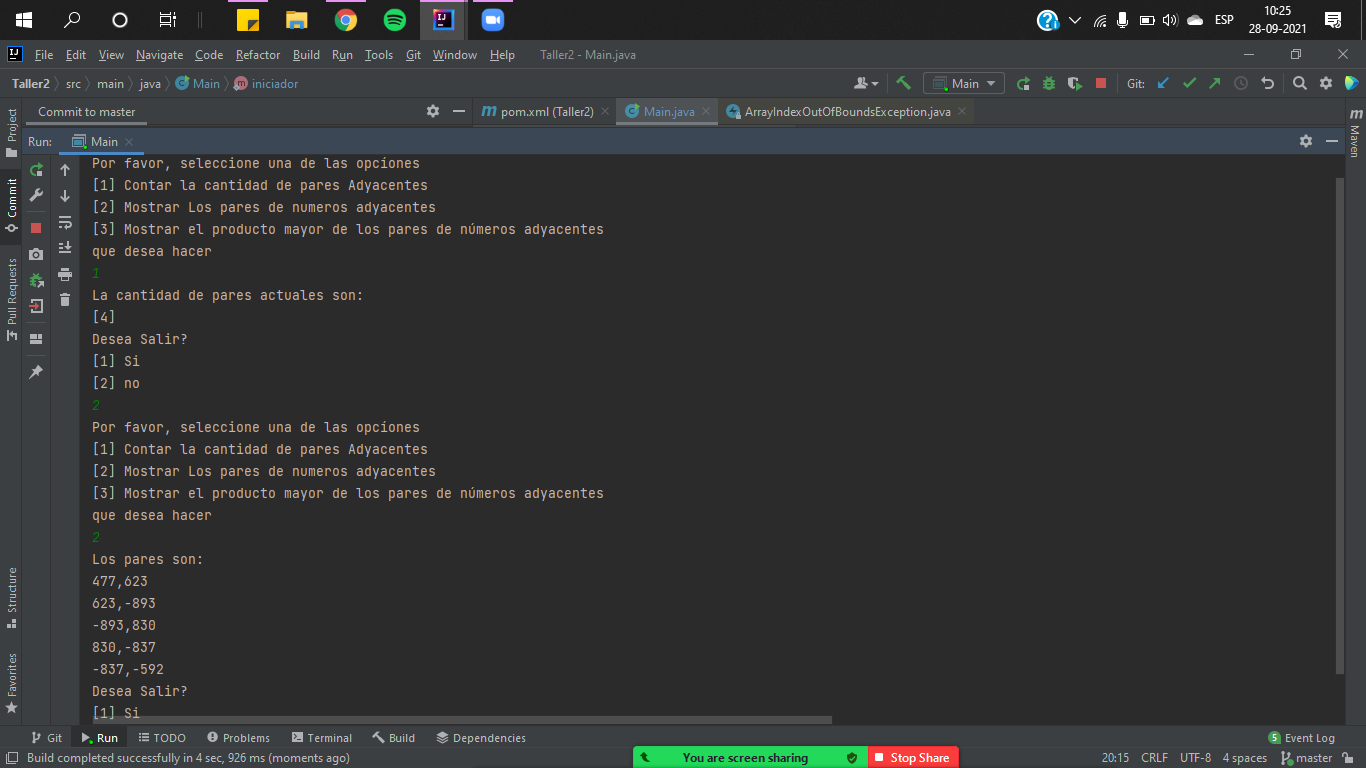 10:25
ESP
28-09-2021
File Edit View Navigate Code Refactor Build Run Tools Git Window Help Taller2 - Main.java
Taller2 src main java Main iniciador Main Git:
Commit to master pom.xml (Taller2) Main.java ArrayIndexOutOfBoundsException.java
Run: Main
Project
Commit
Pull Requests
Structure
Favorites
Maven
Por favor, seleccione una de las opciones
[1] Contar la cantidad de pares Adyacentes
[2] Mostrar Los pares de numeros adyacentes
[3] Mostrar el producto mayor de los pares de números adyacentes
que desea hacer
1
La cantidad de pares actuales son:
[4]
Desea Salir?
[1] Si
[2] no
2
Por favor, seleccione una de las opciones
[1] Contar la cantidad de pares Adyacentes
[2] Mostrar Los pares de numeros adyacentes
[3] Mostrar el producto mayor de los pares de números adyacentes
que desea hacer
2
Los pares son:
477,623
623,-893
-893,830
830,-837
-837,-592
Desea Salir?
[1] Si
Git Run TODO Problems Terminal Build Dependencies 5 Event Log
Build completed successfully in 4 sec, 926 ms (moments ago) You are screen sharing Stop Share 20:15 CRLF UTF-8 4 spaces master